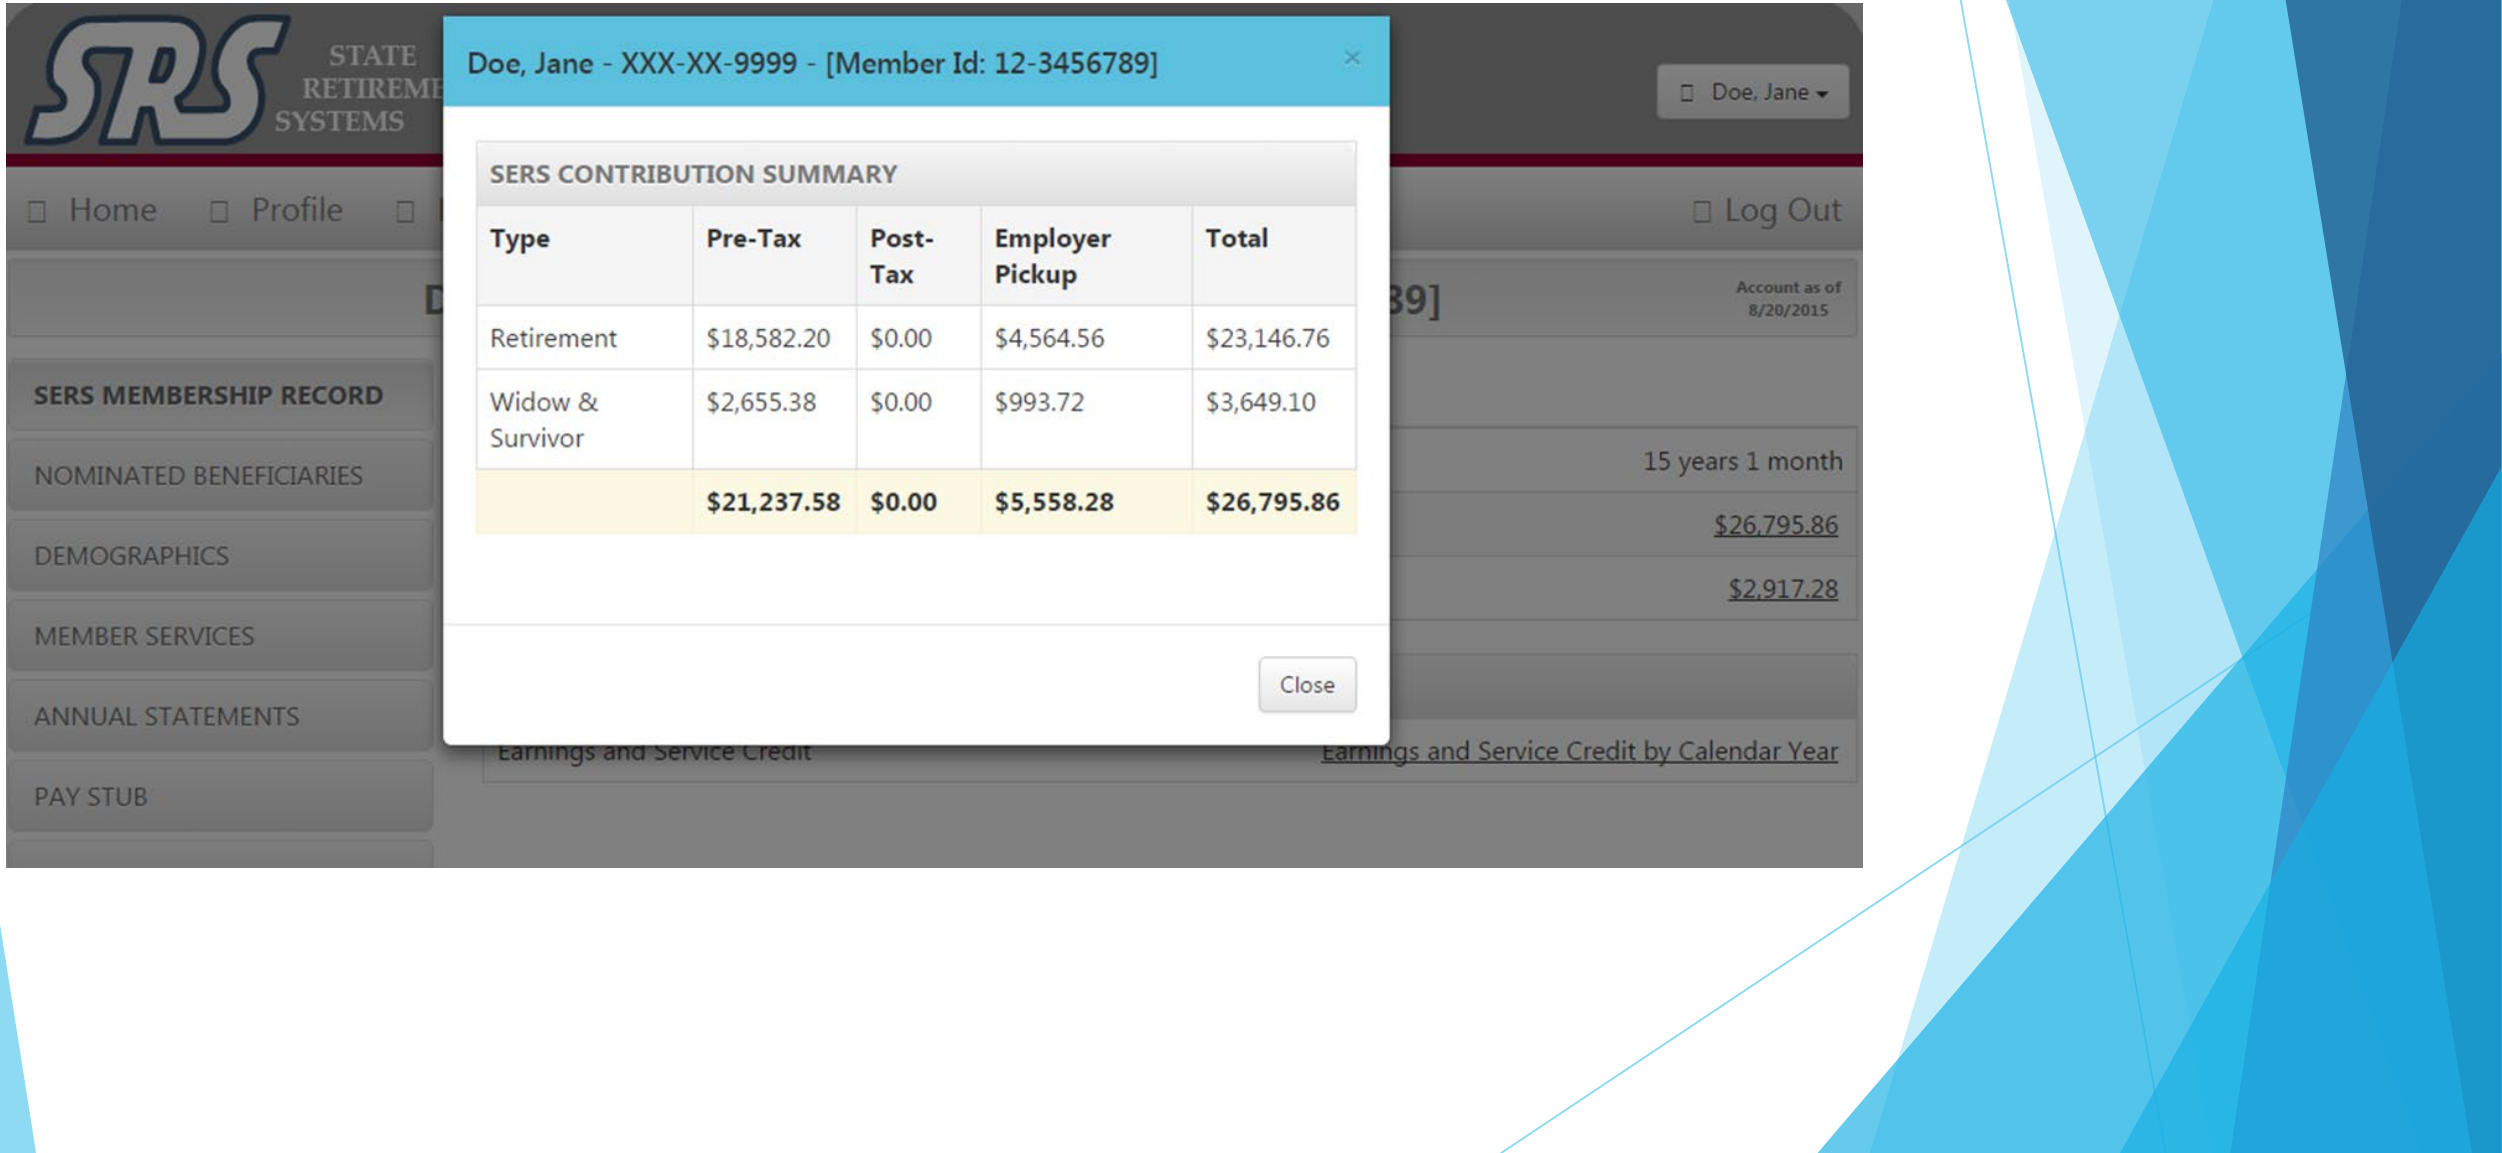 SRS
STATE
RETIREME
SYSTEMS
Doe, Jane - XXX-XX-9999 - [Member Id: 12-3456789]
×
Doe, Jane
Home Profile
Log Out
89]
Account as of
8/20/2015
SERS CONTRIBUTION SUMMARY
Type Pre-Tax Post-Tax Employer Pickup Total
Retirement $18,582.20 $0.00 $4,564.56 $23,146.76
Widow & Survivor $2,655.38 $0.00 $993.72 $3,649.10
$21,237.58 $0.00 $5,558.28 $26,795.86
Close
SERS MEMBERSHIP RECORD
NOMINATED BENEFICIARIES
DEMOGRAPHICS
MEMBER SERVICES
ANNUAL STATEMENTS
PAY STUB
15 years 1 month
$26,795.86
$2,917.28
Earnings and Service Credit Earnings and Service Credit by Calendar Year